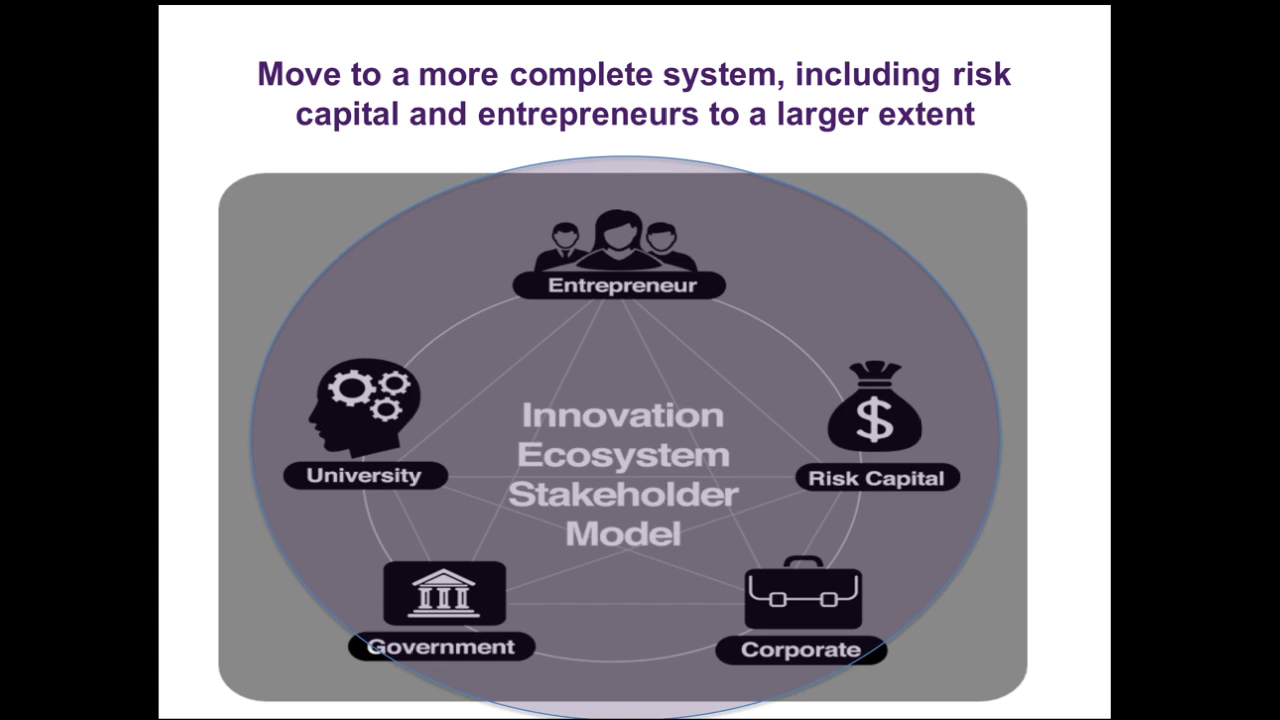 Move to a more complete system, including risk
capital and entrepreneurs to a larger extent
Entrepreneur
University
Risk Capital
Innovation
Ecosystem
Stakeholder
Model
Government
Corporate